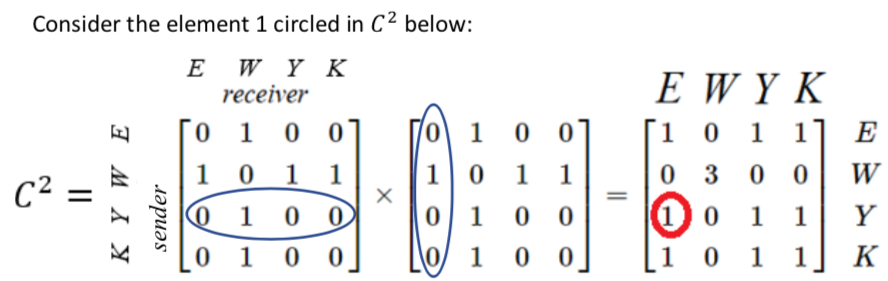 Consider the element 1 circled in C² below:
E W Y K
receiver
E W Y K
E [0 1 0 0] [0 1 0 0] [1 0 1 1] E
W [1 0 1 1] [1 0 1 1] [0 3 0 0] W
C² = × =
Y [0 1 0 0] [0 1 0 0] [1 0 1 1] Y
K [0 1 0 0] [0 1 0 0] [1 0 1 1] K
sender